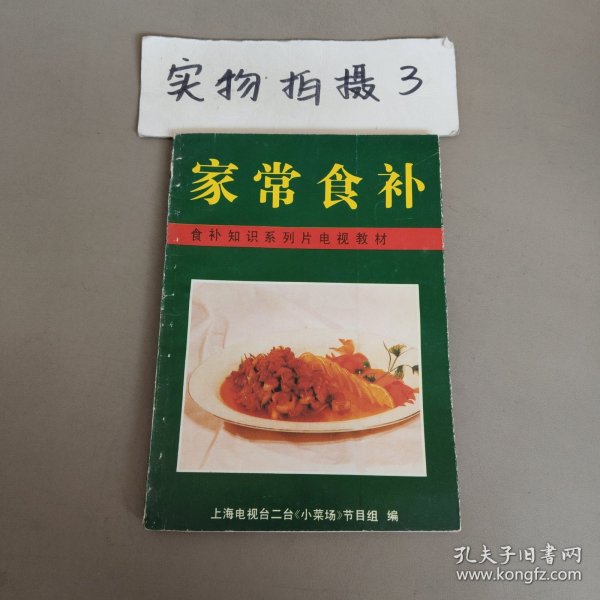 实物拍摄3
家常食补
食补知识系列片电视教材
上海电视台二台《小菜场》节目组 编
孔夫子旧书网
www.kongfz.com